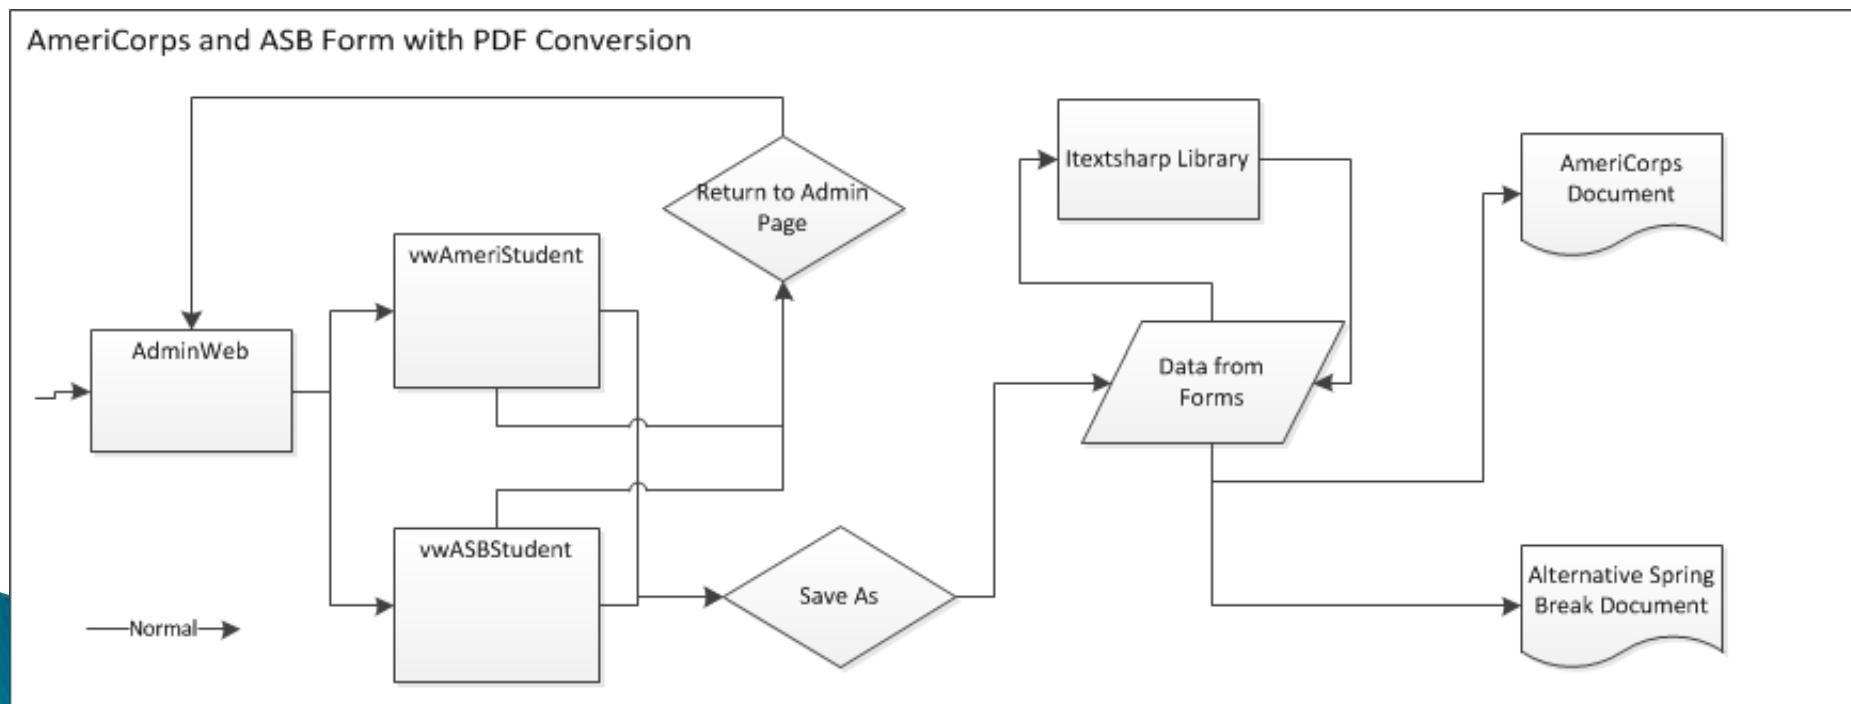 AmeriCorps and ASB Form with PDF Conversion
Return to Admin
Page
Itextsharp Library
AmeriCorps
Document
vwAmeriStudent
AdminWeb
Data from
Forms
vwASBStudent
Save As
Alternative Spring
Break Document
Normal